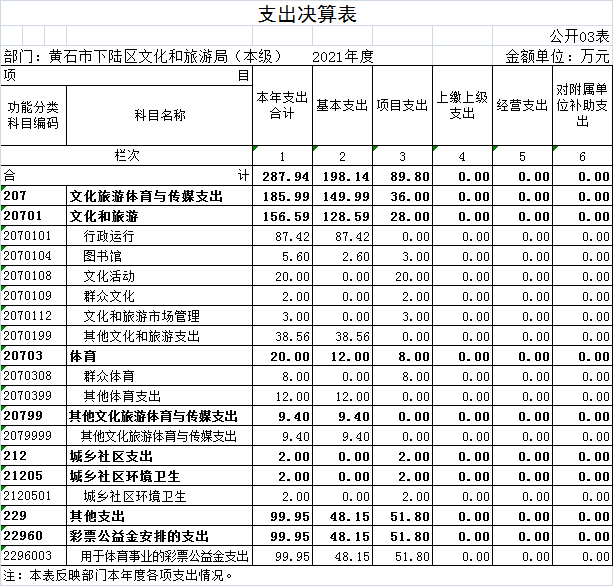 支出决算表
公开03表
部门：黄石市下陆区文化和旅游局（本级） 2021年度 金额单位：万元
项 目 本年支出合计 基本支出 项目支出 上缴上级支出 经营支出 对附属单位补助支出
功能分类科目编码 科目名称
栏次 1 2 3 4 5 6
合 计 287.94 198.14 89.80 0.00 0.00 0.00
207 文化旅游体育与传媒支出 185.99 149.99 36.00 0.00 0.00 0.00
20701 文化和旅游 156.59 128.59 28.00 0.00 0.00 0.00
2070101 行政运行 87.42 87.42 0.00 0.00 0.00 0.00
2070104 图书馆 5.60 2.60 3.00 0.00 0.00 0.00
2070108 文化活动 20.00 0.00 20.00 0.00 0.00 0.00
2070109 群众文化 2.00 0.00 2.00 0.00 0.00 0.00
2070112 文化和旅游市场管理 3.00 0.00 3.00 0.00 0.00 0.00
2070199 其他文化和旅游支出 38.56 38.56 0.00 0.00 0.00 0.00
20703 体育 20.00 12.00 8.00 0.00 0.00 0.00
2070308 群众体育 8.00 0.00 8.00 0.00 0.00 0.00
2070399 其他体育支出 12.00 12.00 0.00 0.00 0.00 0.00
20799 其他文化旅游体育与传媒支出 9.40 9.40 0.00 0.00 0.00 0.00
2079999 其他文化旅游体育与传媒支出 9.40 9.40 0.00 0.00 0.00 0.00
212 城乡社区支出 2.00 0.00 2.00 0.00 0.00 0.00
21205 城乡社区环境卫生 2.00 0.00 2.00 0.00 0.00 0.00
2120501 城乡社区环境卫生 2.00 0.00 2.00 0.00 0.00 0.00
229 其他支出 99.95 48.15 51.80 0.00 0.00 0.00
22960 彩票公益金安排的支出 99.95 48.15 51.80 0.00 0.00 0.00
2296003 用于体育事业的彩票公益金支出 99.95 48.15 51.80 0.00 0.00 0.00
注：本表反映部门本年度各项支出情况。